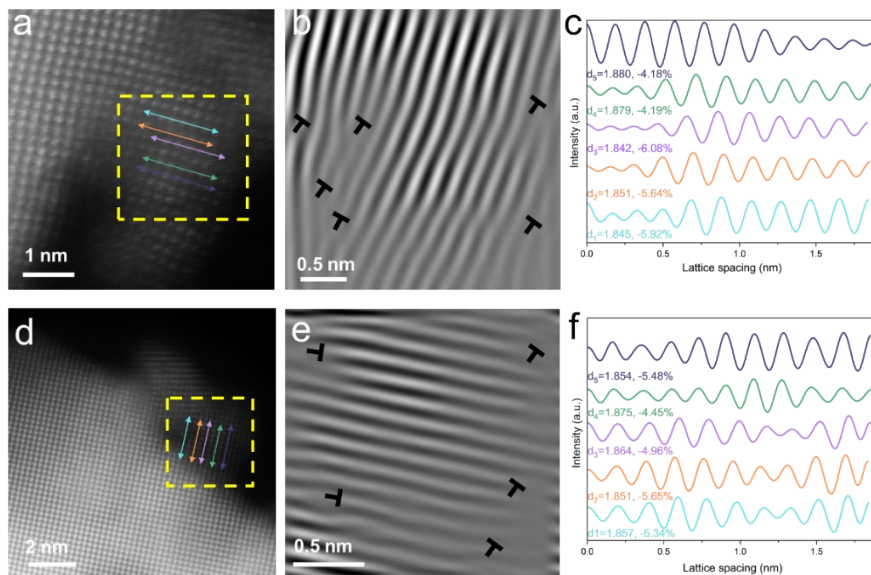 a
1 nm
b
0.5 nm
c
Intensity (a.u.)
d₅=1.880, -4.18%
d₄=1.879, -4.19%
d₃=1.842, -6.08%
d₂=1.851, -5.64%
d₁=1.845, -5.92%
0.0 0.5 1.0 1.5
Lattice spacing (nm)
d
2 nm
e
0.5 nm
f
Intensity (a.u.)
d₅=1.854, -5.48%
d₄=1.875, -4.45%
d₃=1.864, -4.96%
d₂=1.851, -5.65%
d1=1.857, -5.34%
0.0 0.5 1.0 1.5
Lattice spacing (nm)